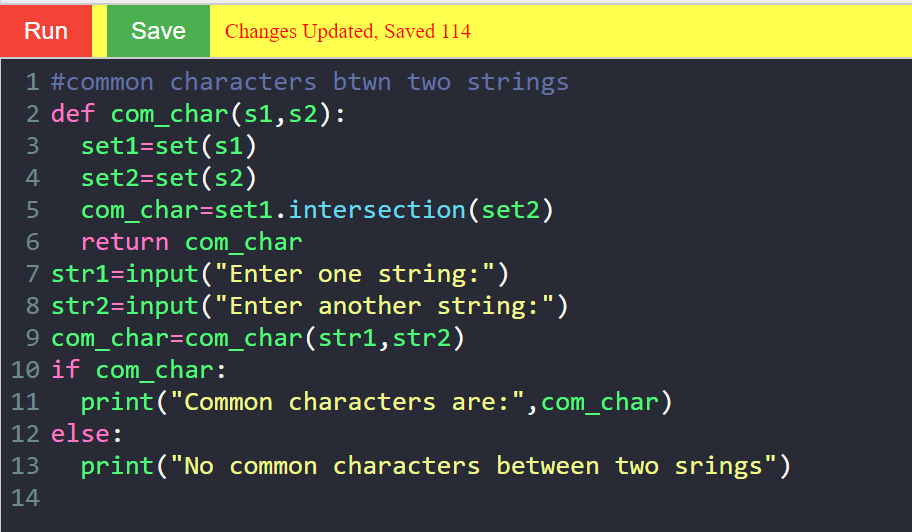 Run Save Changes Updated, Saved 114
1 #common characters btwn two strings
2 def com_char(s1,s2):
3   set1=set(s1)
4   set2=set(s2)
5   com_char=set1.intersection(set2)
6   return com_char
7 str1=input("Enter one string:")
8 str2=input("Enter another string:")
9 com_char=com_char(str1,str2)
10 if com_char:
11   print("Common characters are:",com_char)
12 else:
13   print("No common characters between two srings")
14